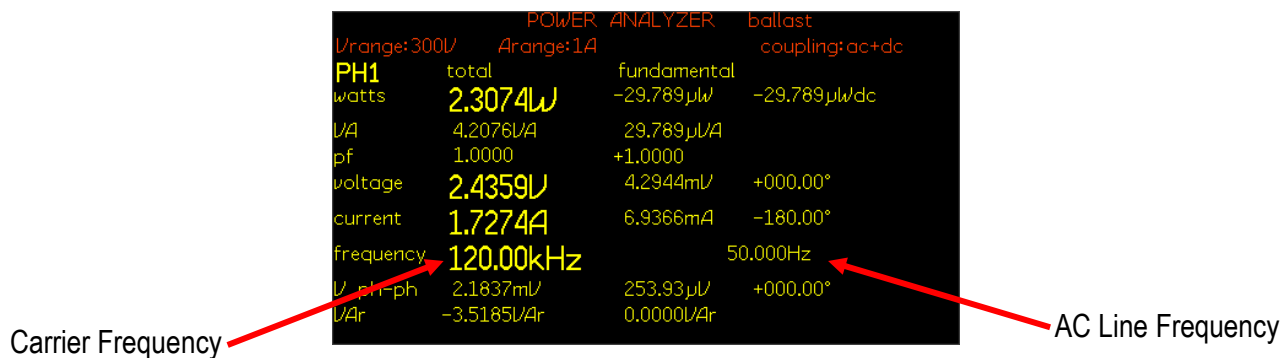 POWER ANALYZER ballast
Vrange:300V Arange:1A coupling:ac+dc
PH1 total fundamental
watts 2.3074W -29.789µW -29.789µWdc
VA 4.2076VA 29.789µVA
pf 1.0000 +1.0000
voltage 2.4359V 4.2944mV +000.00°
current 1.7274A 6.9366mA -180.00°
frequency 120.00kHz 50.000Hz
V ph-ph 2.1837mV 253.93µV +000.00°
VAr -3.5185VAr 0.0000VAr
Carrier Frequency
AC Line Frequency